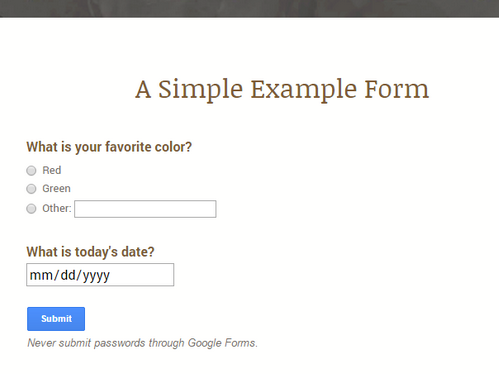 A Simple Example Form
What is your favorite color?
Red
Green
Other:
What is today's date?
mm/dd/yyyy
Submit
Never submit passwords through Google Forms.